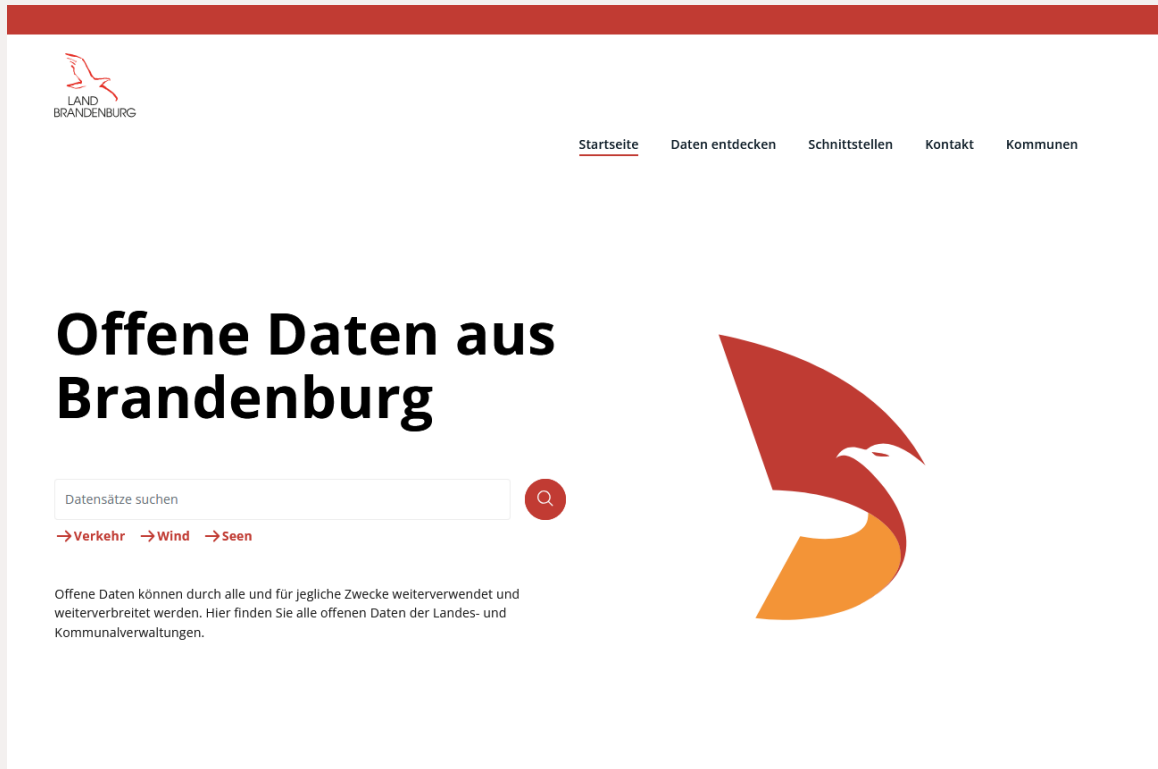 LAND
BRANDENBURG
Startseite Daten entdecken Schnittstellen Kontakt Kommunen
Offene Daten aus
Brandenburg
Datensätze suchen
Verkehr Wind Seen
Offene Daten können durch alle und für jegliche Zwecke weiterverwendet und
weiterverbreitet werden. Hier finden Sie alle offenen Daten der Landes- und
Kommunalverwaltungen.